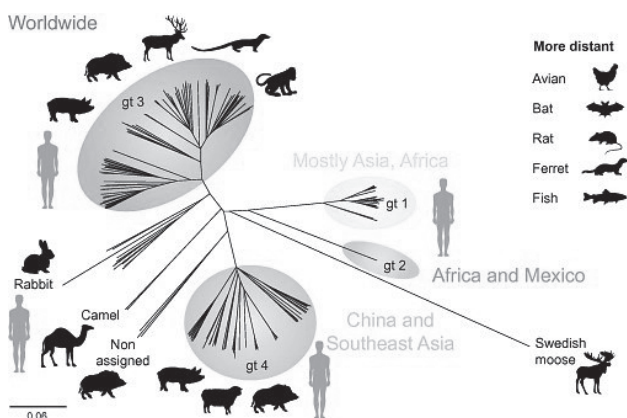 Worldwide
More distant
Avian
Bat
Rat
Ferret
Fish
gt 3
Mostly Asia, Africa
gt 1
gt 2
Africa and Mexico
Rabbit
Camel
Non
assigned
gt 4
China and
Southeast Asia
Swedish
moose
0.06